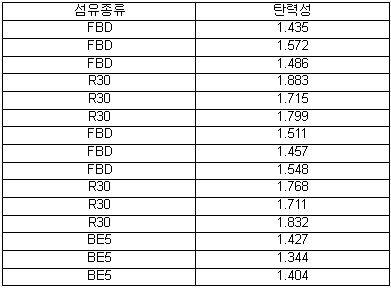 섬유종류 탄력성
FBD 1.435
FBD 1.572
FBD 1.486
R30 1.883
R30 1.715
R30 1.799
FBD 1.511
FBD 1.457
FBD 1.548
R30 1.768
R30 1.711
R30 1.832
BE5 1.427
BE5 1.344
BE5 1.404